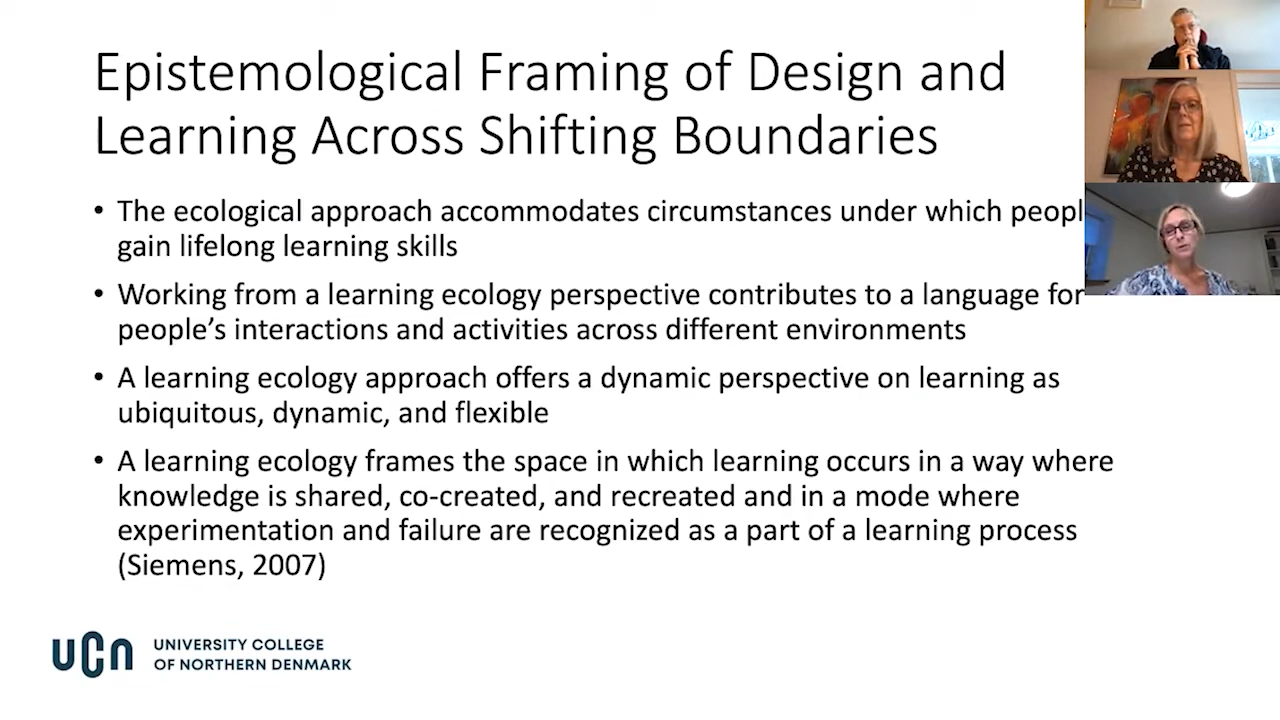 Epistemological Framing of Design and
Learning Across Shifting Boundaries
• The ecological approach accommodates circumstances under which peopl
gain lifelong learning skills
• Working from a learning ecology perspective contributes to a language for
people’s interactions and activities across different environments
• A learning ecology approach offers a dynamic perspective on learning as
ubiquitous, dynamic, and flexible
• A learning ecology frames the space in which learning occurs in a way where
knowledge is shared, co-created, and recreated and in a mode where
experimentation and failure are recognized as a part of a learning process
(Siemens, 2007)
ucn UNIVERSITY COLLEGE
OF NORTHERN DENMARK